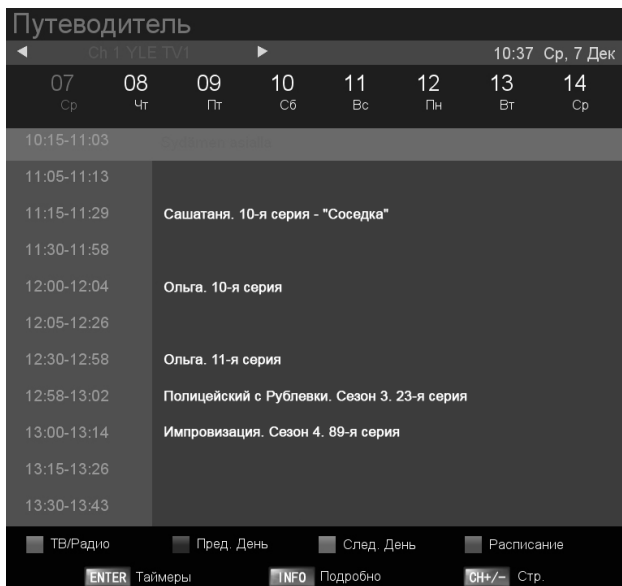 Путеводитель
Ch 1 YLE TV1
10:37 Ср, 7 Дек
07 08 09 10 11 12 13 14
Ср Чт Пт Сб Вс Пн Вт Ср
10:15-11:03
11:05-11:13
11:15-11:29 Сашатаня. 10-я серия - "Соседка"
11:30-11:58
12:00-12:04 Ольга. 10-я серия
12:05-12:26
12:30-12:58 Ольга. 11-я серия
12:58-13:02 Полицейский с Рублевки. Сезон 3. 23-я серия
13:00-13:14 Импровизация. Сезон 4. 89-я серия
13:15-13:26
13:30-13:43
ТВ/Радио Пред. День След. День Расписание
ENTER Таймеры INFO Подробно CH+/- Стр.